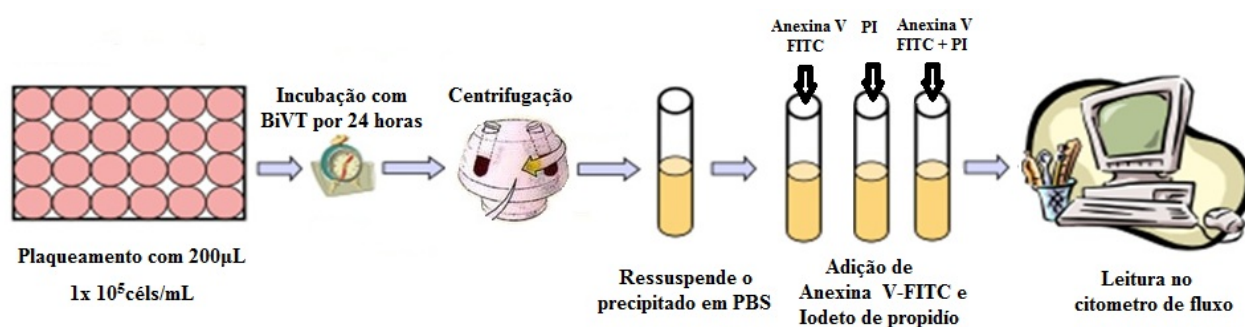 Plaqueamento com 200µL
1x 10⁵céls/mL
Incubação com
BiVT por 24 horas
Centrifugação
Ressuspende o
precipitado em PBS
Anexina V
FITC
PI
Anexina V
FITC + PI
Adição de
Anexina V-FITC e
Iodeto de propidío
Leitura no
citometro de fluxo